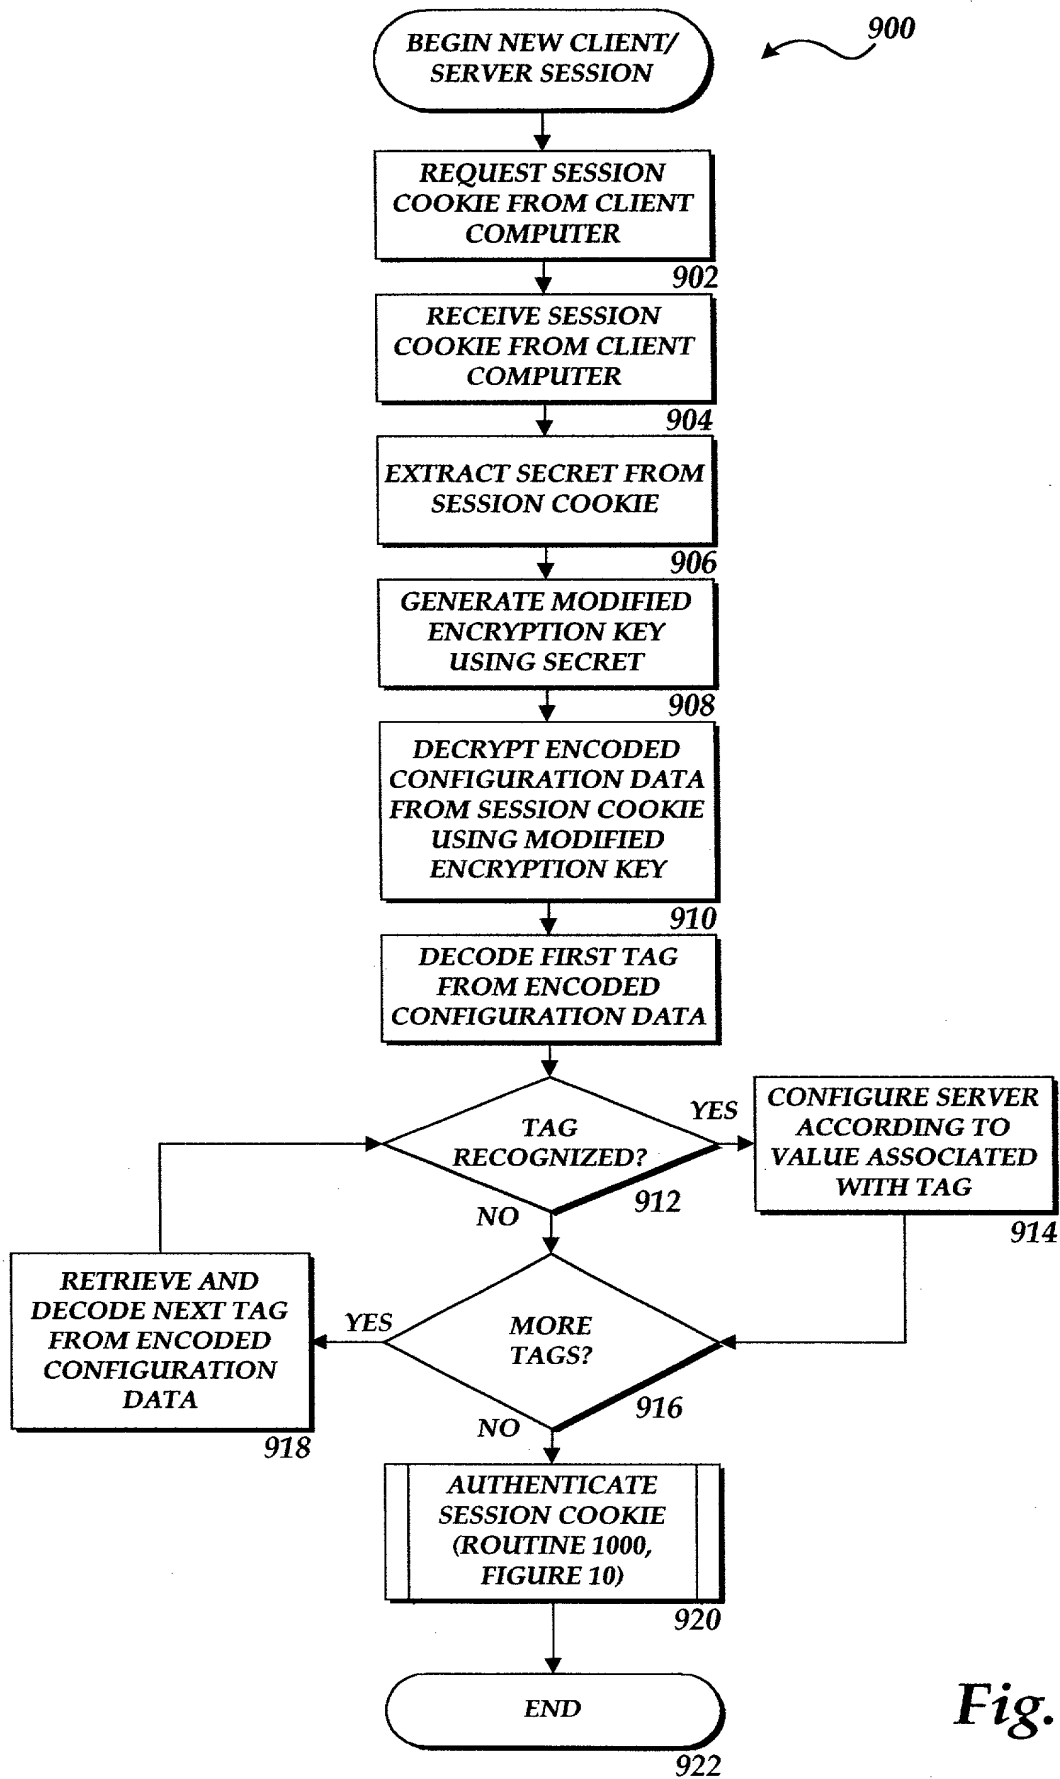 BEGIN NEW CLIENT/
SERVER SESSION
900
REQUEST SESSION
COOKIE FROM CLIENT
COMPUTER
902
RECEIVE SESSION
COOKIE FROM CLIENT
COMPUTER
904
EXTRACT SECRET FROM
SESSION COOKIE
906
GENERATE MODIFIED
ENCRYPTION KEY
USING SECRET
908
DECRYPT ENCODED
CONFIGURATION DATA
FROM SESSION COOKIE
USING MODIFIED
ENCRYPTION KEY
910
DECODE FIRST TAG
FROM ENCODED
CONFIGURATION DATA
TAG
RECOGNIZED?
912
YES
NO
CONFIGURE SERVER
ACCORDING TO
VALUE ASSOCIATED
WITH TAG
914
MORE
TAGS?
916
YES
NO
RETRIEVE AND
DECODE NEXT TAG
FROM ENCODED
CONFIGURATION
DATA
918
AUTHENTICATE
SESSION COOKIE
(ROUTINE 1000,
FIGURE 10)
920
END
922
Fig.